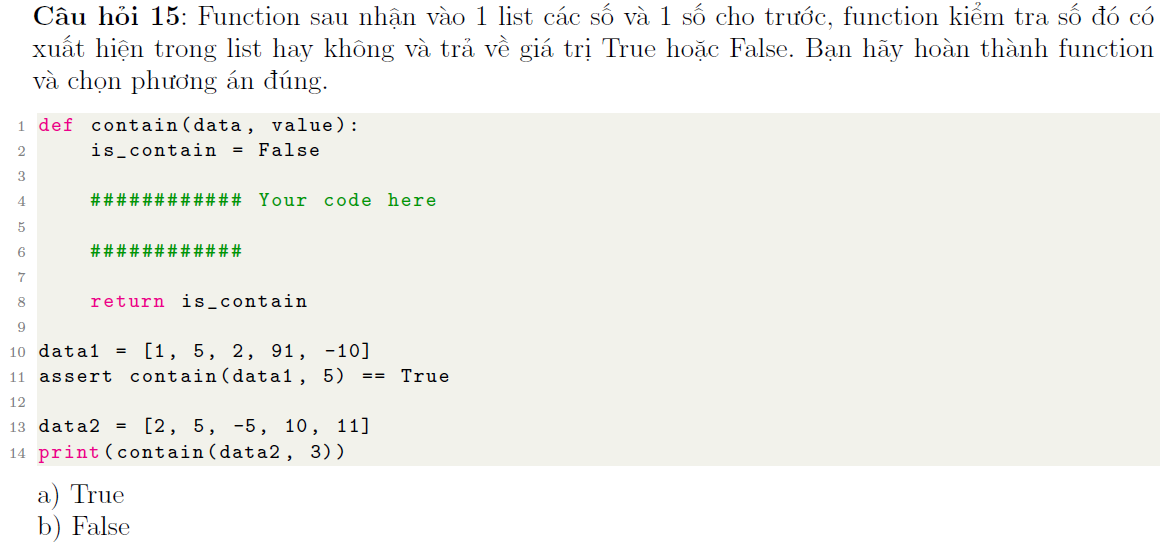 Câu hỏi 15: Function sau nhận vào 1 list các số và 1 số cho trước, function kiểm tra số đó có
xuất hiện trong list hay không và trả về giá trị True hoặc False. Bạn hãy hoàn thành function
và chọn phương án đúng.
1 def contain(data, value):
2     is_contain = False
3
4     ############ Your code here
5
6     ############
7
8     return is_contain
9
10 data1 = [1, 5, 2, 91, -10]
11 assert contain(data1, 5) == True
12
13 data2 = [2, 5, -5, 10, 11]
14 print(contain(data2, 3))
a) True
b) False